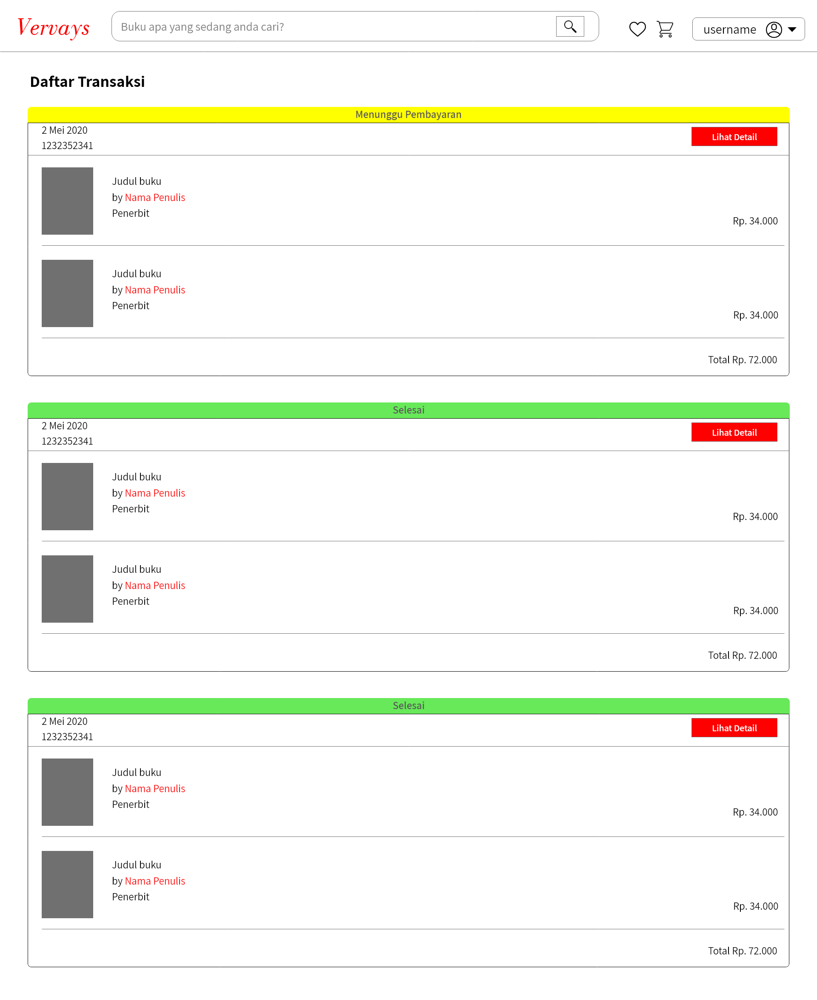 Vervays
Buku apa yang sedang anda cari?
username
Daftar Transaksi
Menunggu Pembayaran
2 Mei 2020
1232352341
Lihat Detail
Judul buku
by Nama Penulis
Penerbit
Rp. 34.000
Judul buku
by Nama Penulis
Penerbit
Rp. 34.000
Total Rp. 72.000
Selesai
2 Mei 2020
1232352341
Lihat Detail
Judul buku
by Nama Penulis
Penerbit
Rp. 34.000
Judul buku
by Nama Penulis
Penerbit
Rp. 34.000
Total Rp. 72.000
Selesai
2 Mei 2020
1232352341
Lihat Detail
Judul buku
by Nama Penulis
Penerbit
Rp. 34.000
Judul buku
by Nama Penulis
Penerbit
Rp. 34.000
Total Rp. 72.000